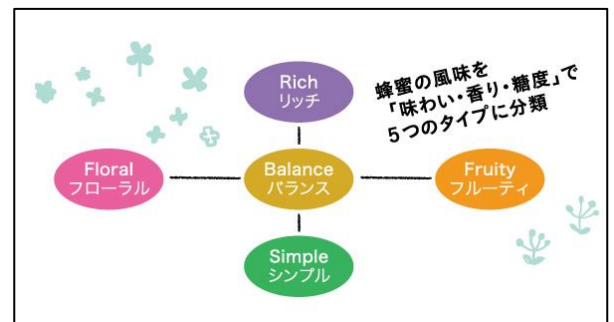 Rich
リッチ
蜂蜜の風味を
「味わい・香り・糖度」で
5つのタイプに分類
Floral
フローラル
Balance
バランス
Fruity
フルーティ
Simple
シンプル